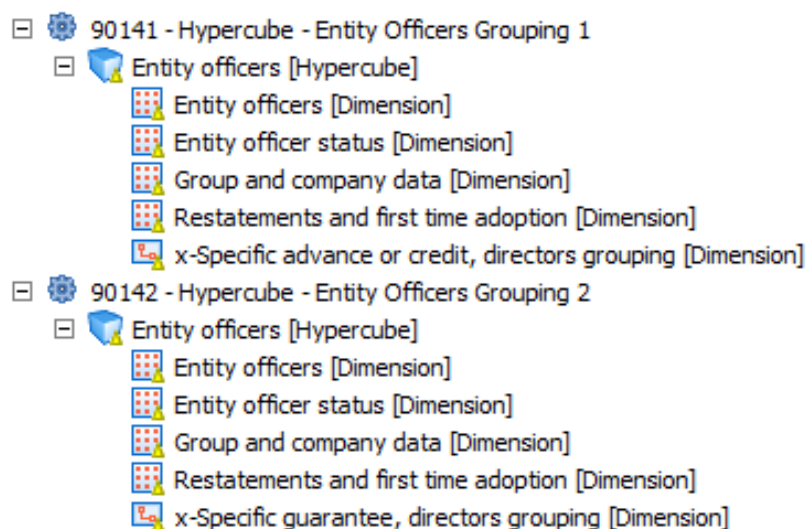 90141 - Hypercube - Entity Officers Grouping 1
Entity officers [Hypercube]
Entity officers [Dimension]
Entity officer status [Dimension]
Group and company data [Dimension]
Restatements and first time adoption [Dimension]
x-Specific advance or credit, directors grouping [Dimension]
90142 - Hypercube - Entity Officers Grouping 2
Entity officers [Hypercube]
Entity officers [Dimension]
Entity officer status [Dimension]
Group and company data [Dimension]
Restatements and first time adoption [Dimension]
x-Specific guarantee, directors grouping [Dimension]